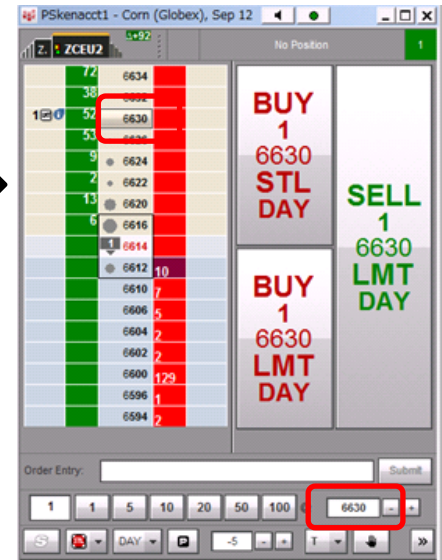 PSkenacct1 - Corn (Globex), Sep 12
Z. ZCEU2
No Position
1
72 6634
38
1 52 6630
53
9 6624
2 6622
13 6620
6 6616
1 6614
6612 10
6610 7
6606 5
6604 2
6602 2
6600 129
6596 1
6594 2
BUY
1
6630
STL
DAY
BUY
1
6630
LMT
DAY
SELL
1
6630
LMT
DAY
Order Entry:
Submit
1 1 5 10 20 50 100 6630 - +
S DAY P -5 - + T »